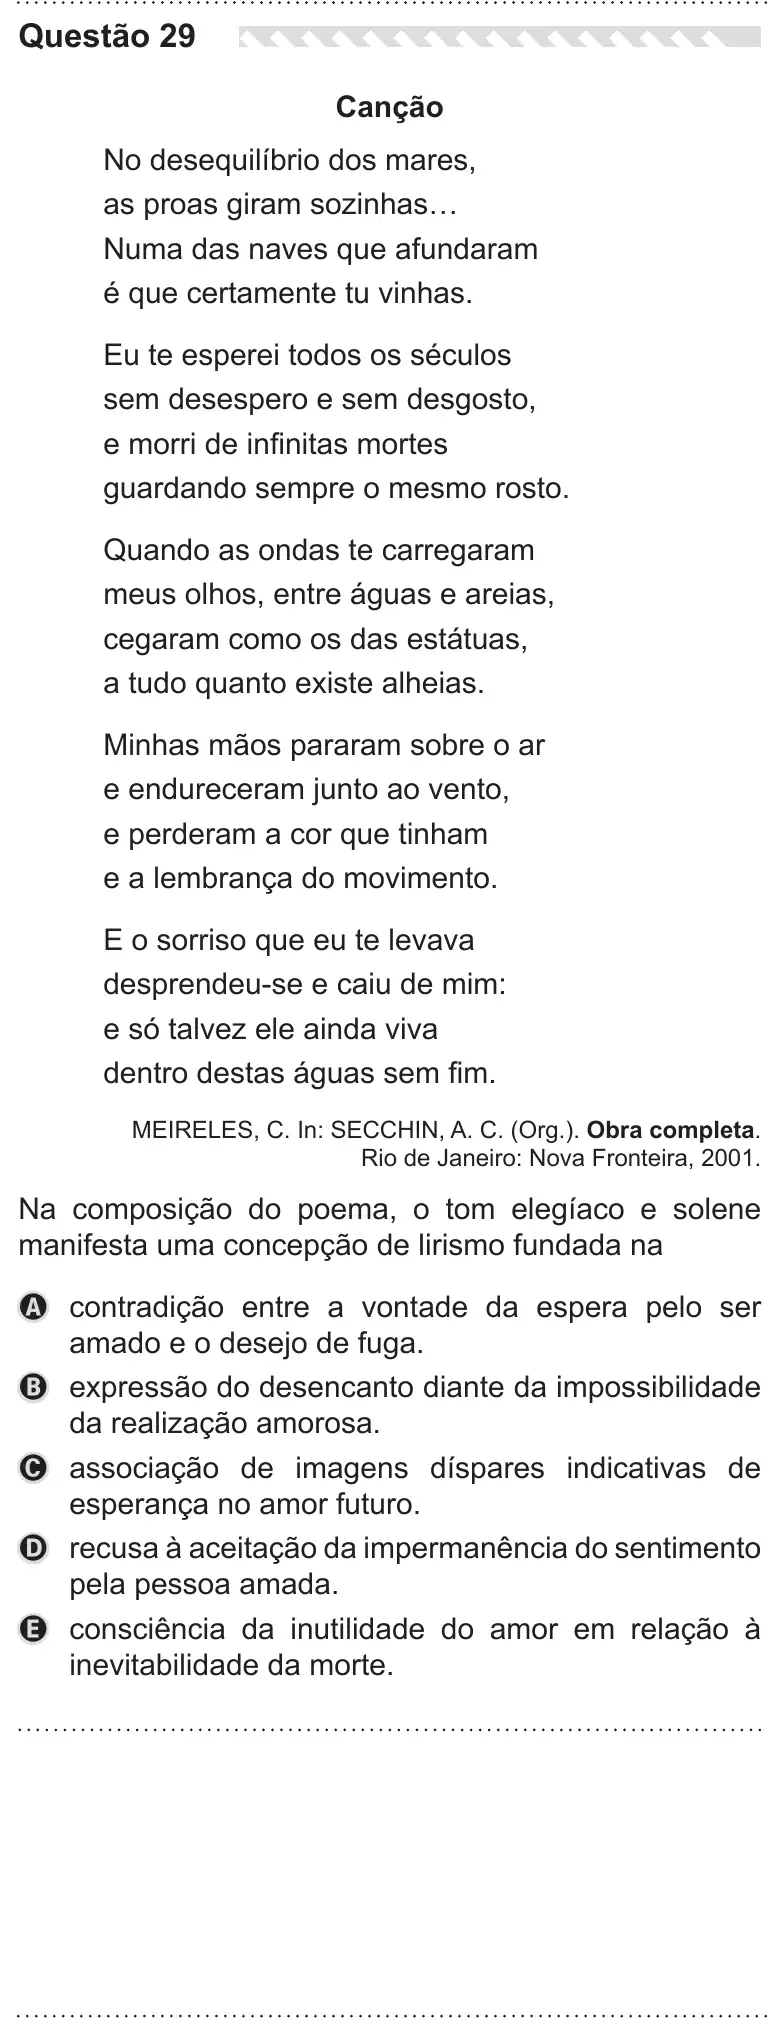 Questão 29
Canção
No desequilíbrio dos mares,
as proas giram sozinhas…
Numa das naves que afundaram
é que certamente tu vinhas.
Eu te esperei todos os séculos
sem desespero e sem desgosto,
e morri de infinitas mortes
guardando sempre o mesmo rosto.
Quando as ondas te carregaram
meus olhos, entre águas e areias,
cegaram como os das estátuas,
a tudo quanto existe alheias.
Minhas mãos pararam sobre o ar
e endureceram junto ao vento,
e perderam a cor que tinham
e a lembrança do movimento.
E o sorriso que eu te levava
desprendeu-se e caiu de mim:
e só talvez ele ainda viva
dentro destas águas sem fim.
MEIRELES, C. In: SECCHIN, A. C. (Org.). Obra completa.
Rio de Janeiro: Nova Fronteira, 2001.
Na composição do poema, o tom elegíaco e solene
manifesta uma concepção de lirismo fundada na
A contradição entre a vontade da espera pelo ser
amado e o desejo de fuga.
B expressão do desencanto diante da impossibilidade
da realização amorosa.
C associação de imagens díspares indicativas de
esperança no amor futuro.
D recusa à aceitação da impermanência do sentimento
pela pessoa amada.
E consciência da inutilidade do amor em relação à
inevitabilidade da morte.